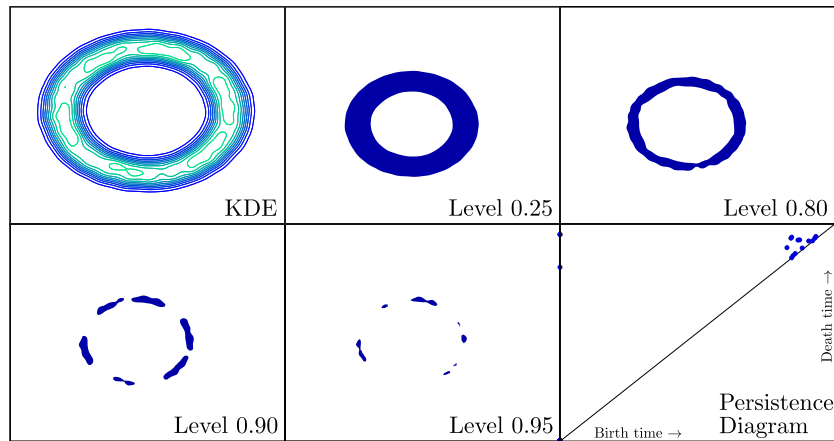 KDE
Level 0.25
Level 0.80
Level 0.90
Level 0.95
Death time →
Birth time →
Persistence
Diagram